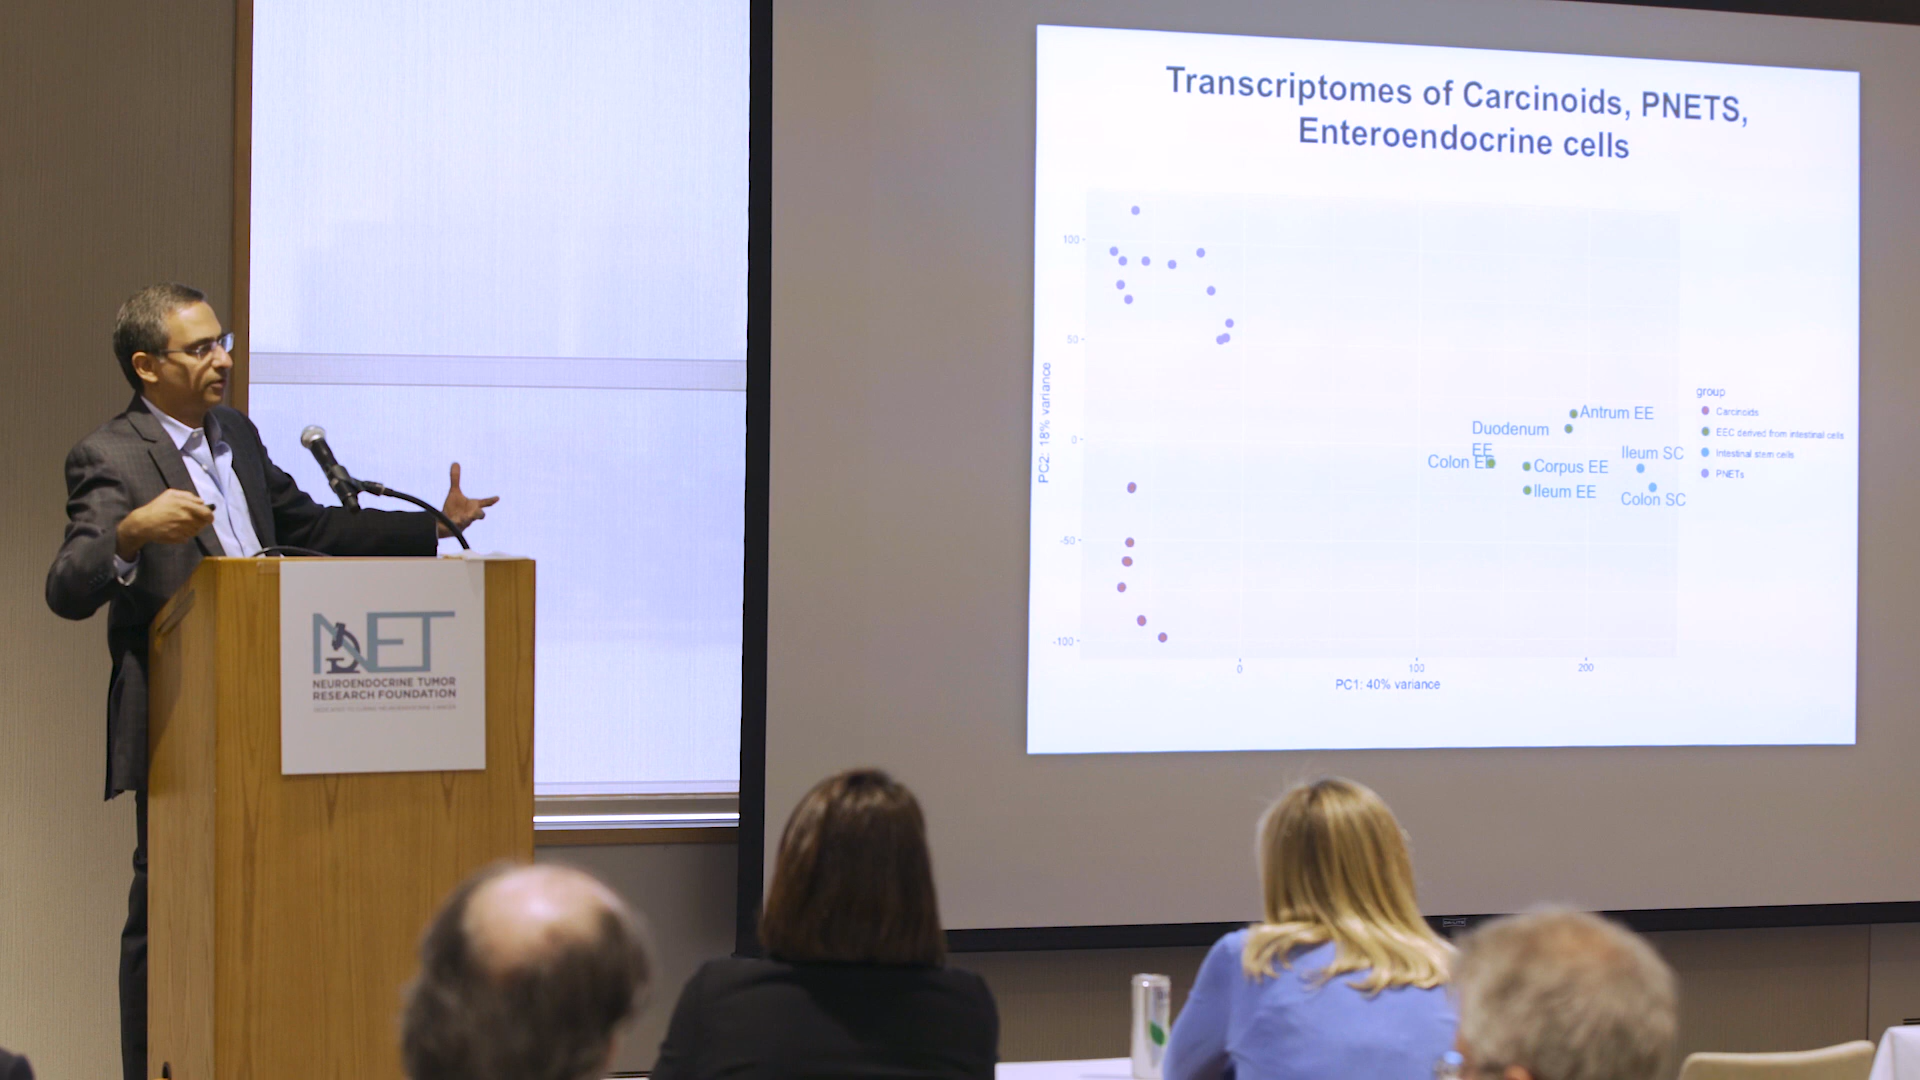 Transcriptomes of Carcinoids, PNETS,
Enteroendocrine cells
100
50
0
-50
-100
PC2: 18% variance
0
100
200
PC1: 40% variance
Antrum EE
Duodenum
EE
Colon EE
Corpus EE
Ileum EE
Ileum SC
Colon SC
group
Carcinoids
EEC derived from intestinal cells
Intestinal stem cells
PNETs
NET
NEUROENDOCRINE TUMOR
RESEARCH FOUNDATION